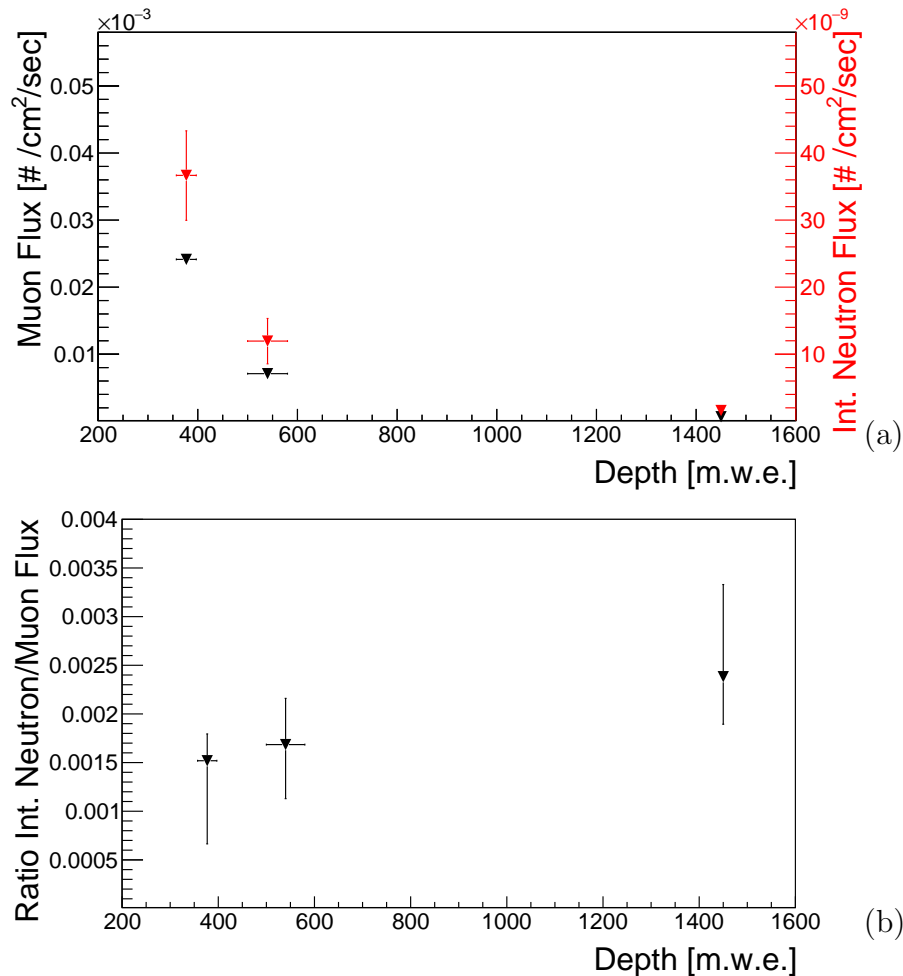 ×10⁻³
×10⁻⁹
Muon Flux [# /cm²/sec]
0.05
0.04
0.03
0.02
0.01
50
40
30
20
10
Int. Neutron Flux [# /cm²/sec]
200 400 600 800 1000 1200 1400 1600
Depth [m.w.e.]
(a)
Ratio Int. Neutron/Muon Flux
0.004
0.0035
0.003
0.0025
0.002
0.0015
0.001
0.0005
200 400 600 800 1000 1200 1400 1600
Depth [m.w.e.]
(b)